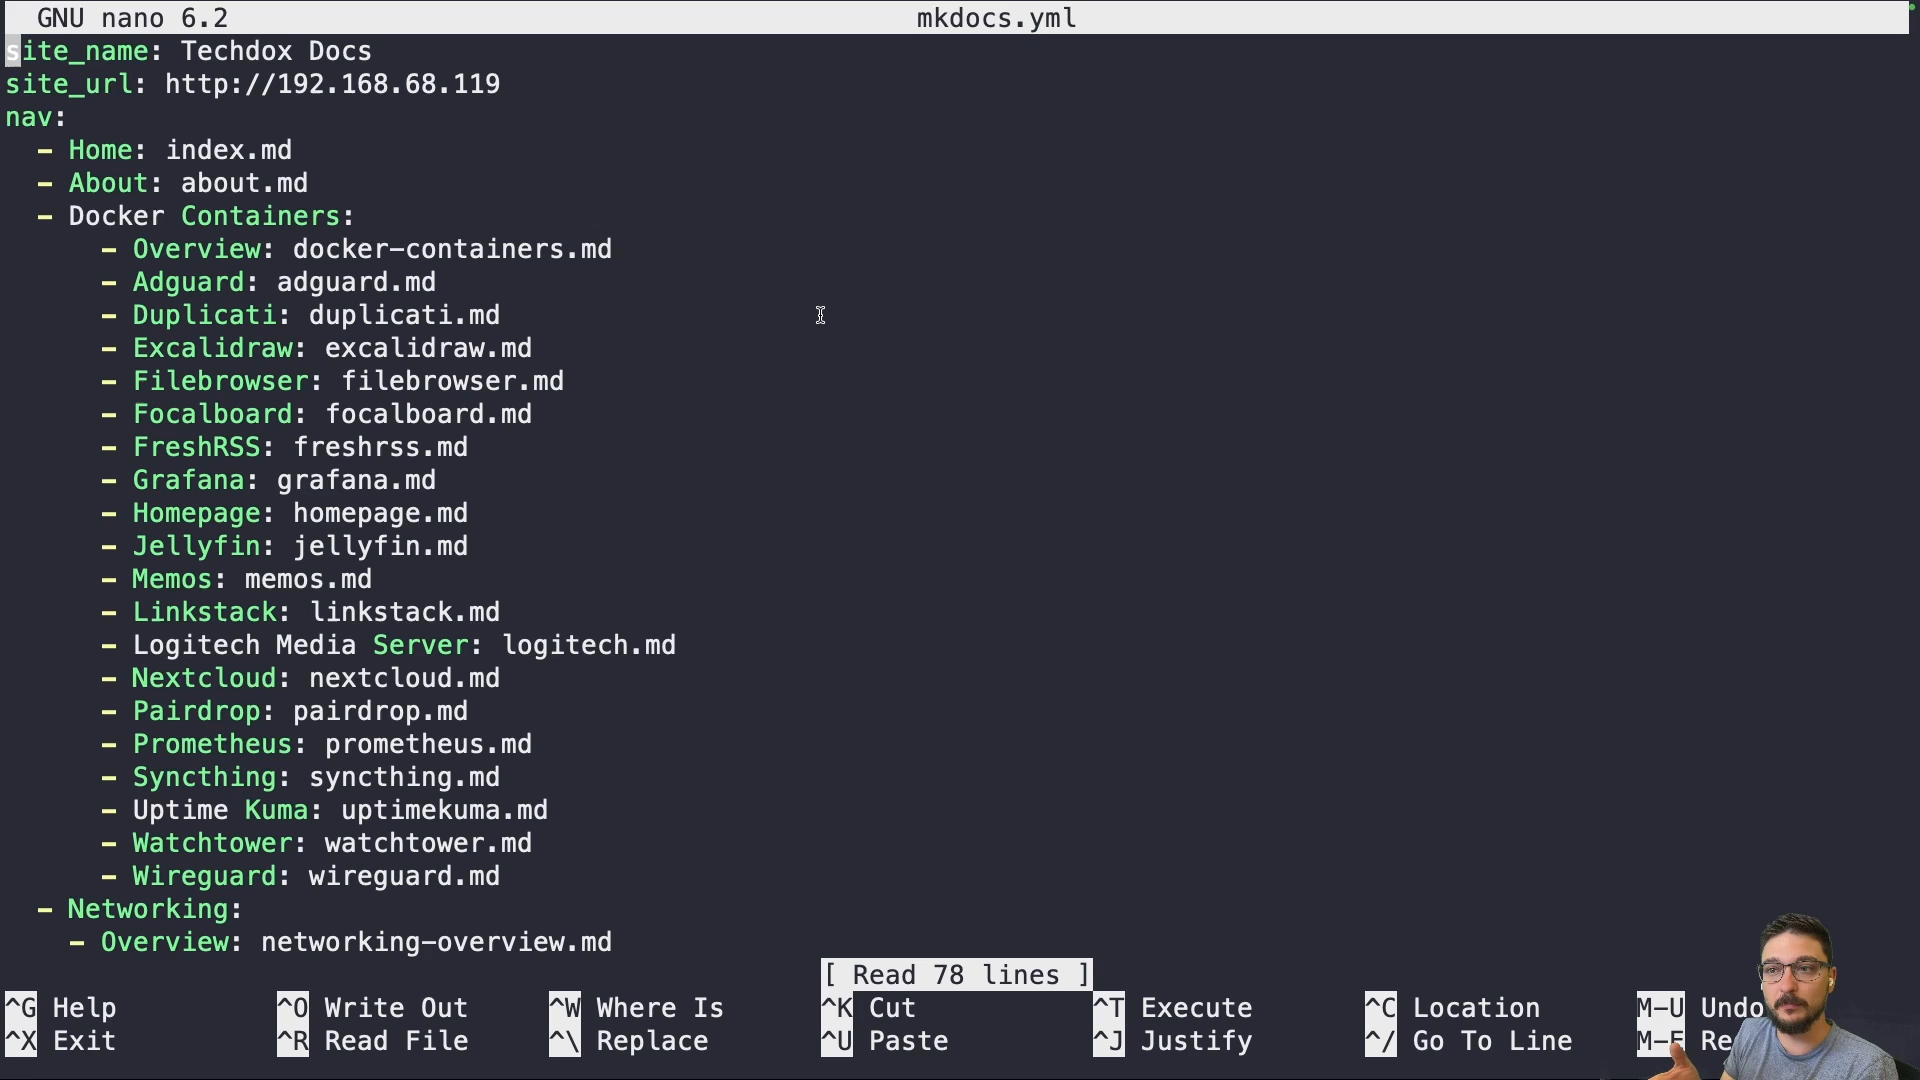 GNU nano 6.2 mkdocs.yml
site_name: Techdox Docs
site_url: http://192.168.68.119
nav:
  - Home: index.md
  - About: about.md
  - Docker Containers:
      - Overview: docker-containers.md
      - Adguard: adguard.md
      - Duplicati: duplicati.md
      - Excalidraw: excalidraw.md
      - Filebrowser: filebrowser.md
      - Focalboard: focalboard.md
      - FreshRSS: freshrss.md
      - Grafana: grafana.md
      - Homepage: homepage.md
      - Jellyfin: jellyfin.md
      - Memos: memos.md
      - Linkstack: linkstack.md
      - Logitech Media Server: logitech.md
      - Nextcloud: nextcloud.md
      - Pairdrop: pairdrop.md
      - Prometheus: prometheus.md
      - Syncthing: syncthing.md
      - Uptime Kuma: uptimekuma.md
      - Watchtower: watchtower.md
      - Wireguard: wireguard.md
  - Networking:
    - Overview: networking-overview.md
[ Read 78 lines ]
^G Help ^O Write Out ^W Where Is ^K Cut ^T Execute ^C Location M-U Undo
^X Exit ^R Read File ^\ Replace ^U Paste ^J Justify ^/ Go To Line M-E Re